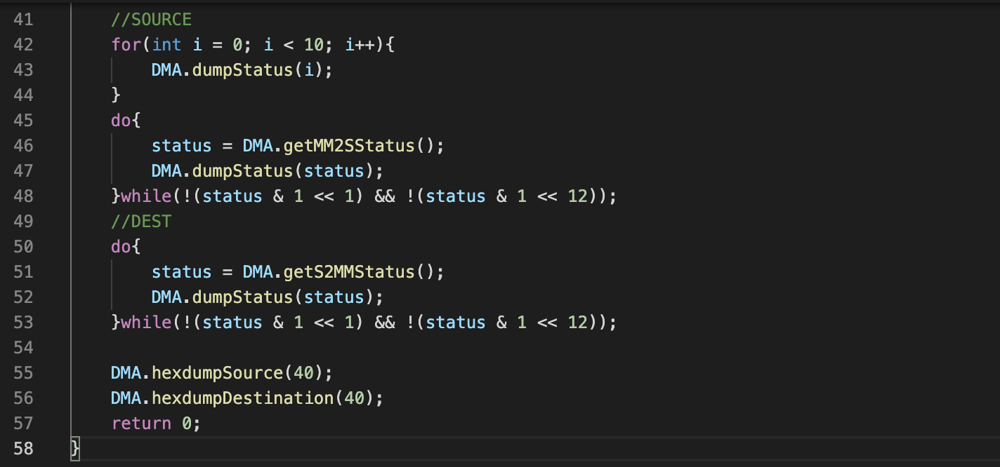 41 //SOURCE
42 for(int i = 0; i < 10; i++){
43 DMA.dumpStatus(i);
44 }
45 do{
46 status = DMA.getMM2SStatus();
47 DMA.dumpStatus(status);
48 }while(!(status & 1 << 1) && !(status & 1 << 12));
49 //DEST
50 do{
51 status = DMA.getS2MMStatus();
52 DMA.dumpStatus(status);
53 }while(!(status & 1 << 1) && !(status & 1 << 12));
54
55 DMA.hexdumpSource(40);
56 DMA.hexdumpDestination(40);
57 return 0;
58 }